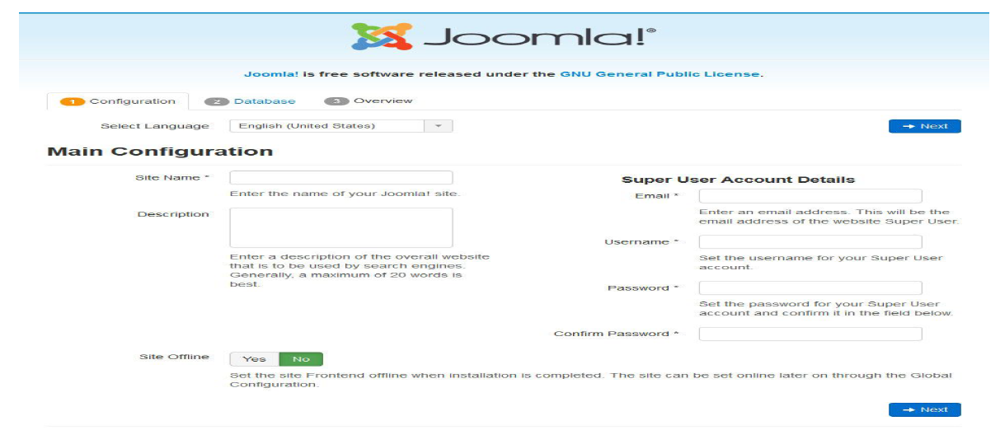 Joomla!®
Joomla! is free software released under the GNU General Public License.
1 Configuration 2 Database 3 Overview
Select Language English (United States) → Next
Main Configuration
Site Name *
Enter the name of your Joomla! site.
Description
Enter a description of the overall website
that is to be used by search engines.
Generally, a maximum of 20 words is
best.
Super User Account Details
Email *
Enter an email address. This will be the
email address of the website Super User.
Username *
Set the username for your Super User
account.
Password *
Set the password for your Super User
account and confirm it in the field below.
Confirm Password *
Site Offline Yes No
Set the site Frontend offline when installation is completed. The site can be set online later on through the Global
Configuration.
→ Next